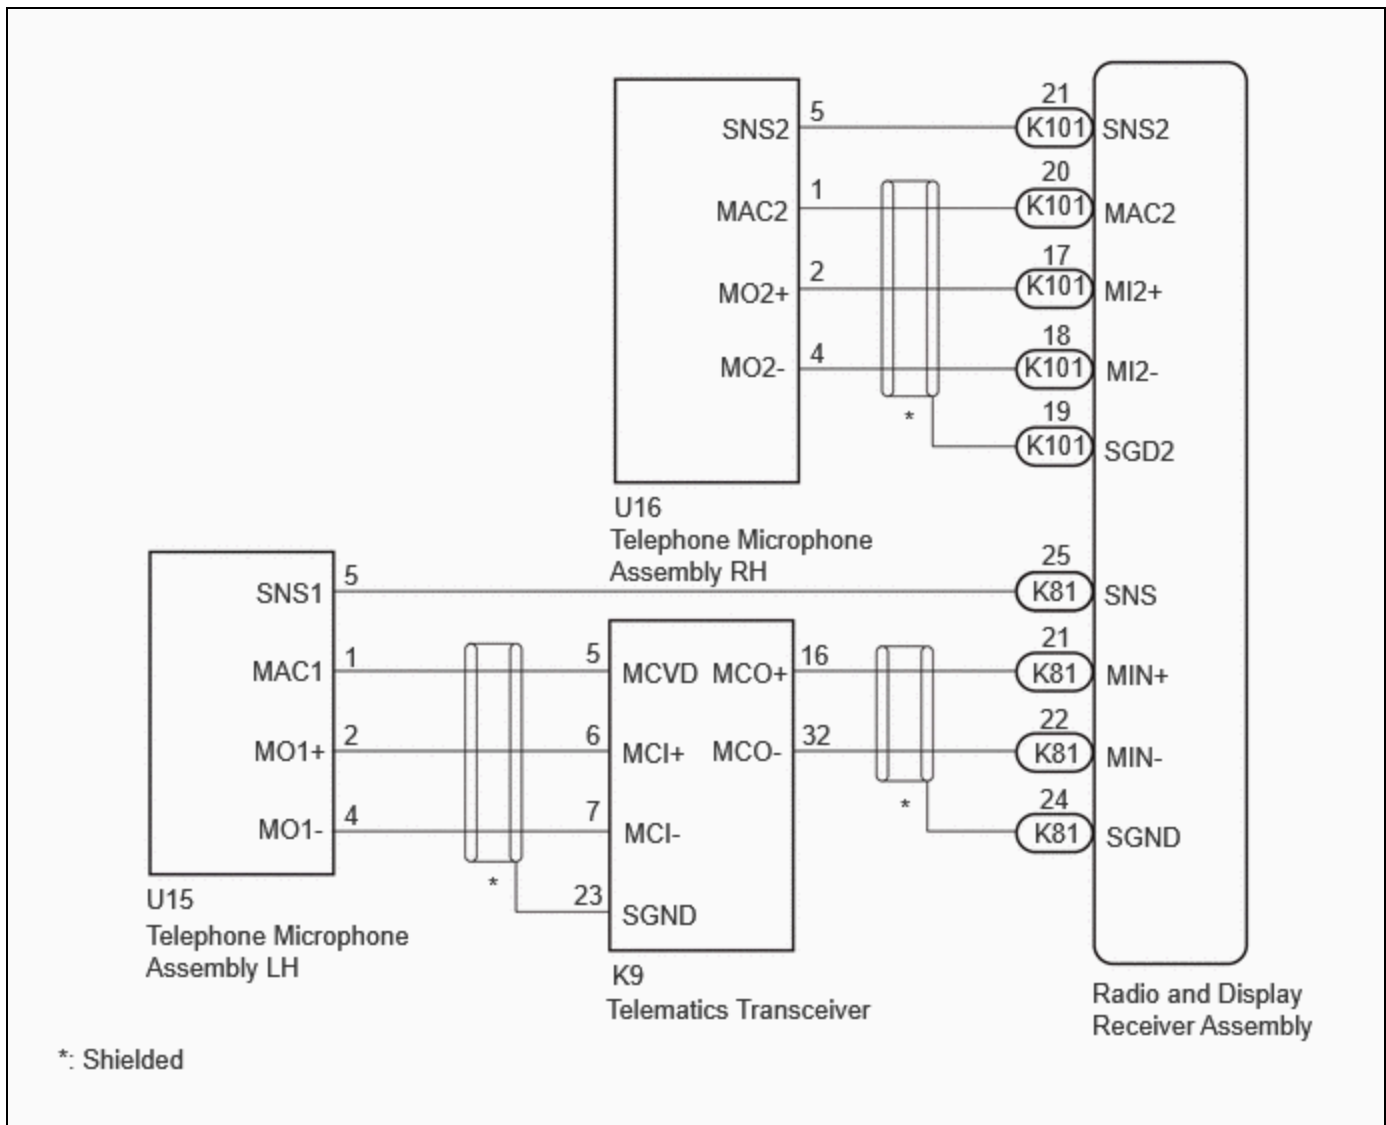 21
5
SNS2
K101
SNS2
20
1
MAC2
K101
MAC2
17
2
MO2+
K101
MI2+
18
4
MO2-
K101
MI2-
*
19
K101
SGD2
U16
Telephone Microphone
Assembly RH
25
5
SNS1
K81
SNS
21
1
MAC1
5
MCVD
MCO+
16
K81
MIN+
22
2
MO1+
6
MCI+
MCO-
32
K81
MIN-
24
4
MO1-
7
MCI-
*
K81
SGND
*
23
SGND
U15
Telephone Microphone
Assembly LH
K9
Telematics Transceiver
Radio and Display
Receiver Assembly
*: Shielded